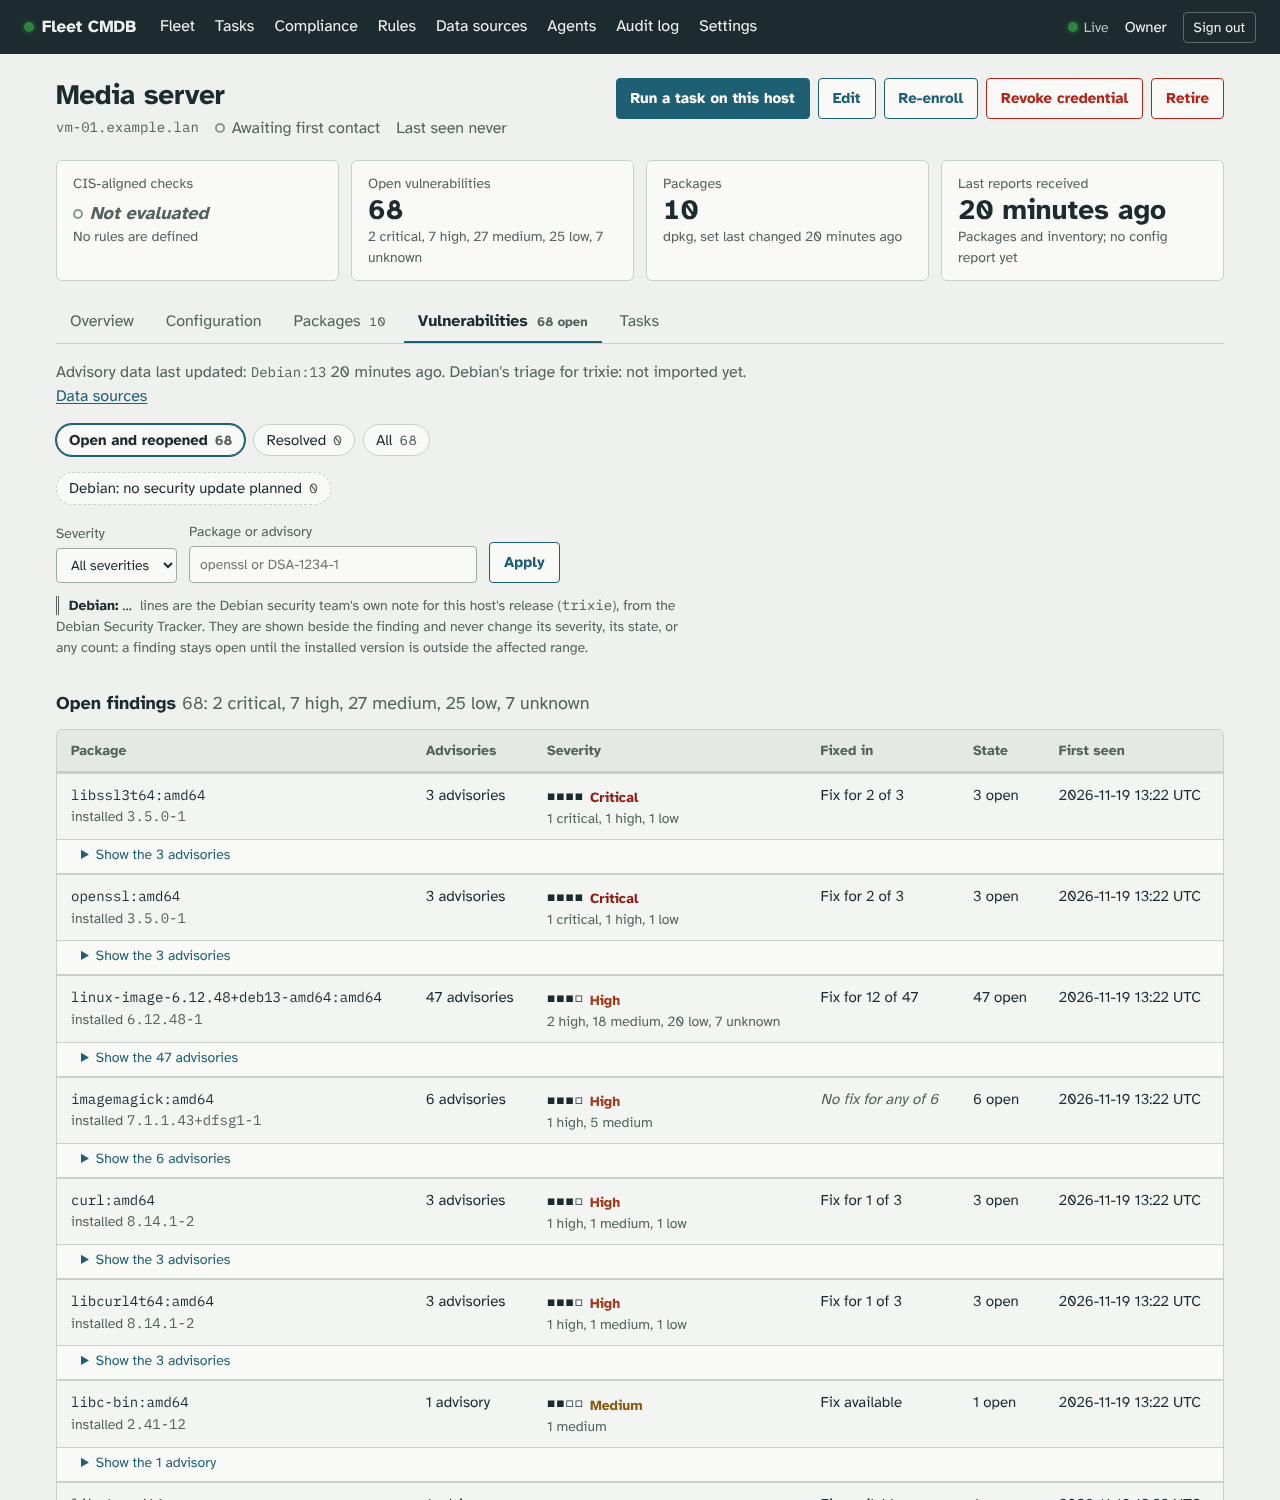 Fleet CMDB Fleet Tasks Compliance Rules Data sources Agents Audit log Settings Live Owner Sign out
Media server
Run a task on this host Edit Re-enroll Revoke credential Retire
vm-01.example.lan Awaiting first contact Last seen never
CIS-aligned checks
Not evaluated
No rules are defined
Open vulnerabilities
68
2 critical, 7 high, 27 medium, 25 low, 7
unknown
Packages
10
dpkg, set last changed 20 minutes ago
Last reports received
20 minutes ago
Packages and inventory; no config
report yet
Overview Configuration Packages 10 Vulnerabilities 68 open Tasks
Advisory data last updated: Debian:13 20 minutes ago. Debian's triage for trixie: not imported yet.
Data sources
Open and reopened 68 Resolved 0 All 68
Debian: no security update planned 0
Severity Package or advisory
All severities openssl or DSA-1234-1 Apply
Debian: … lines are the Debian security team's own note for this host's release (trixie), from the
Debian Security Tracker. They are shown beside the finding and never change its severity, its state, or
any count: a finding stays open until the installed version is outside the affected range.
Open findings 68: 2 critical, 7 high, 27 medium, 25 low, 7 unknown
Package Advisories Severity Fixed in State First seen
libssl3t64:amd64 3 advisories Critical Fix for 2 of 3 3 open 2026-11-19 13:22 UTC
installed 3.5.0-1 1 critical, 1 high, 1 low
Show the 3 advisories
openssl:amd64 3 advisories Critical Fix for 2 of 3 3 open 2026-11-19 13:22 UTC
installed 3.5.0-1 1 critical, 1 high, 1 low
Show the 3 advisories
linux-image-6.12.48+deb13-amd64:amd64 47 advisories High Fix for 12 of 47 47 open 2026-11-19 13:22 UTC
installed 6.12.48-1 2 high, 18 medium, 20 low, 7 unknown
Show the 47 advisories
imagemagick:amd64 6 advisories High No fix for any of 6 6 open 2026-11-19 13:22 UTC
installed 7.1.1.43+dfsg1-1 1 high, 5 medium
Show the 6 advisories
curl:amd64 3 advisories High Fix for 1 of 3 3 open 2026-11-19 13:22 UTC
installed 8.14.1-2 1 high, 1 medium, 1 low
Show the 3 advisories
libcurl4t64:amd64 3 advisories High Fix for 1 of 3 3 open 2026-11-19 13:22 UTC
installed 8.14.1-2 1 high, 1 medium, 1 low
Show the 3 advisories
libc-bin:amd64 1 advisory Medium Fix available 1 open 2026-11-19 13:22 UTC
installed 2.41-12 1 medium
Show the 1 advisory